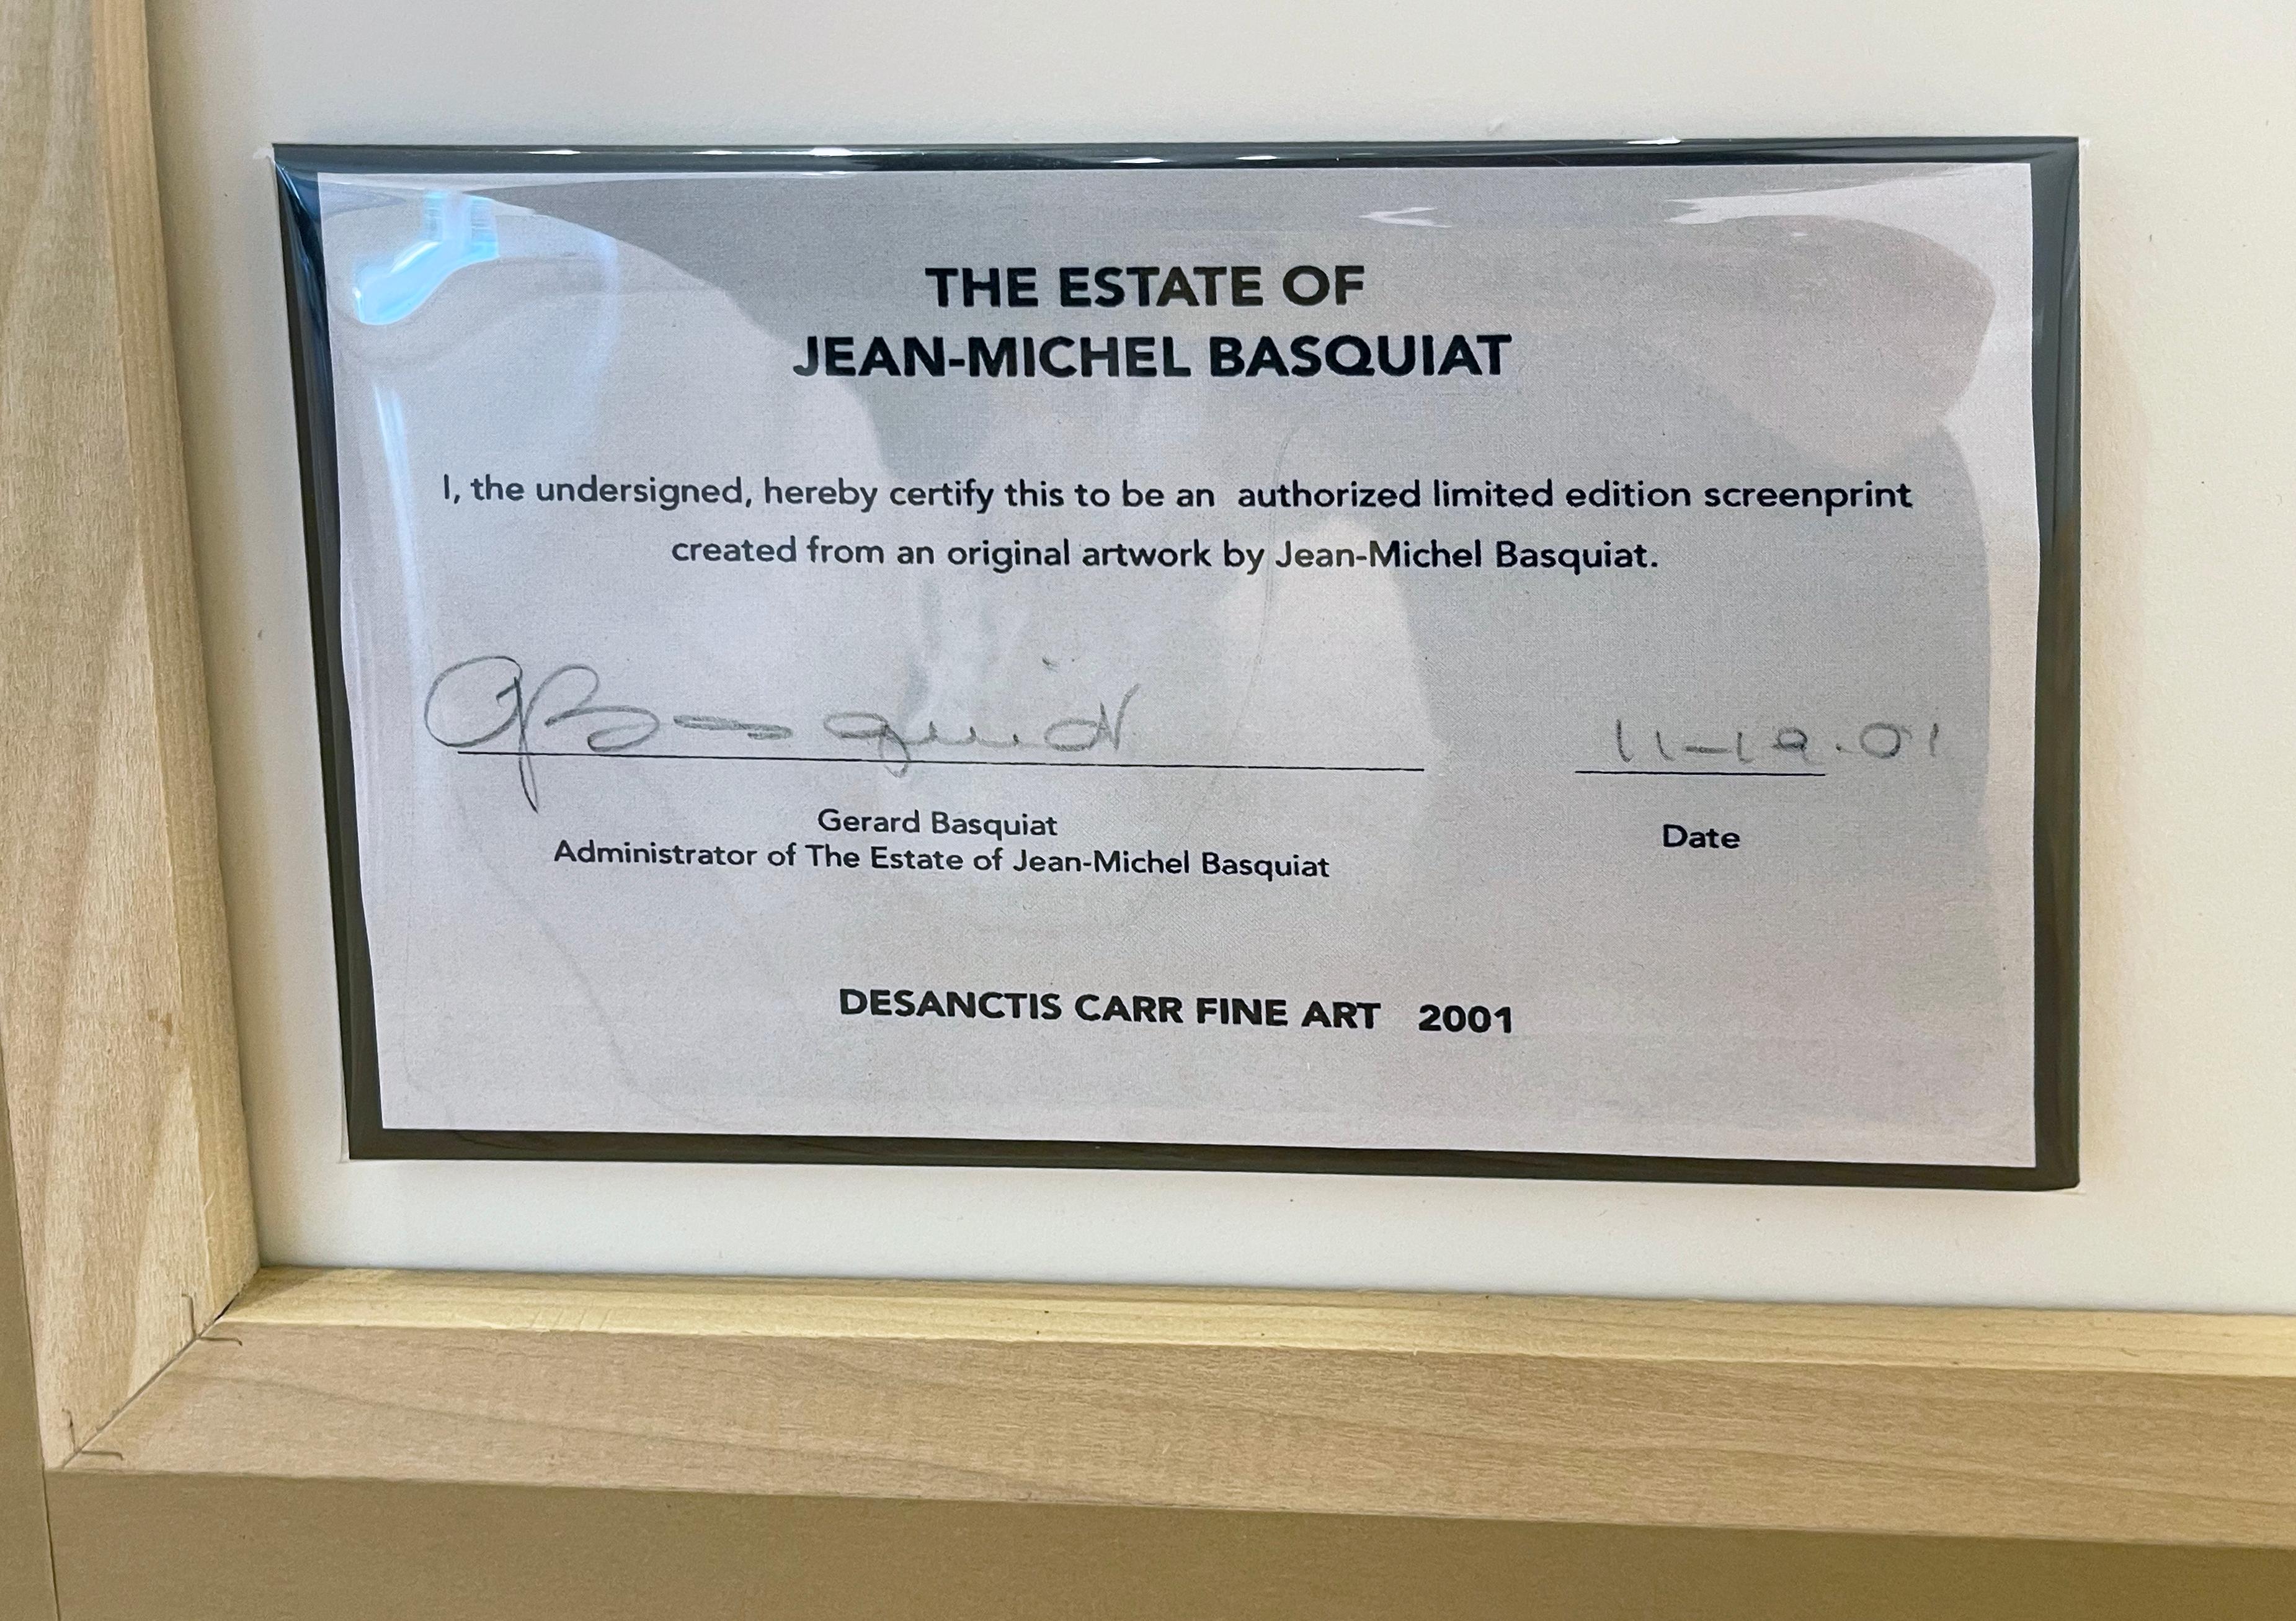 THE ESTATE OF
JEAN-MICHEL BASQUIAT
I, the undersigned, hereby certify this to be an authorized limited edition screenprint
created from an original artwork by Jean-Michel Basquiat.
GBasquiat 11-19.01
Gerard Basquiat
Administrator of The Estate of Jean-Michel Basquiat
Date
DESANCTIS CARR FINE ART 2001